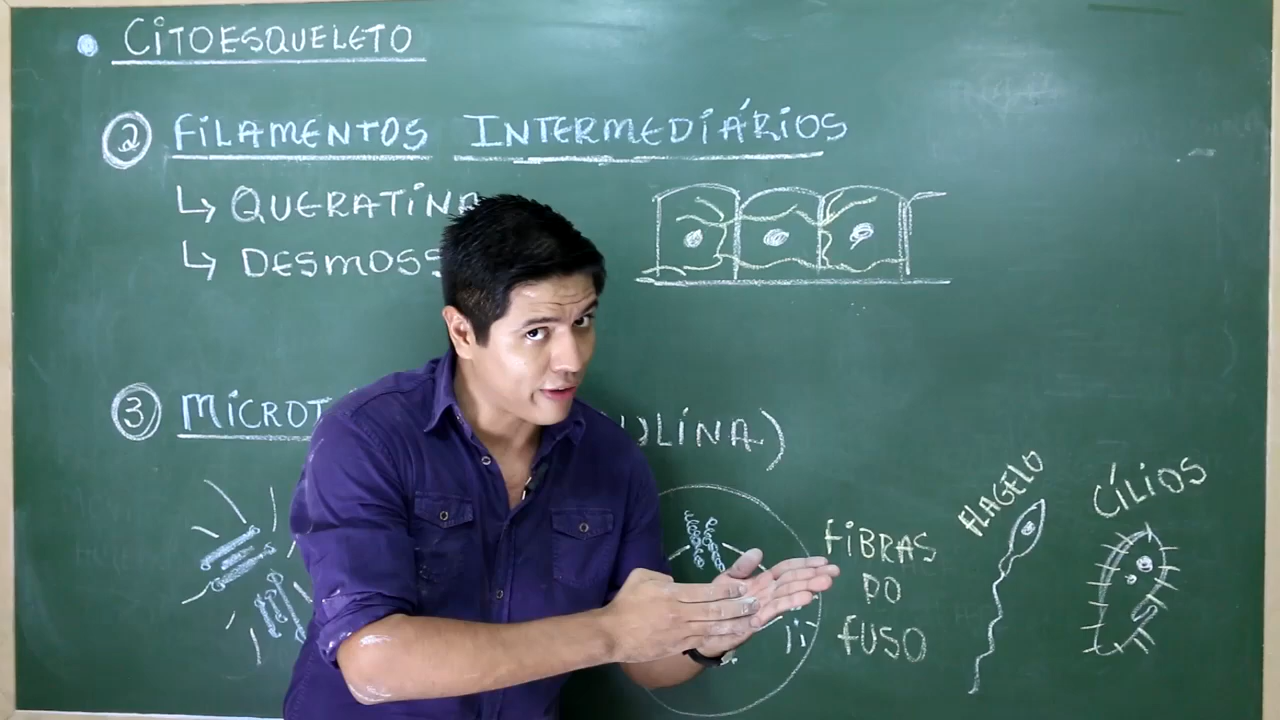 CITOESQUELETO
2 FILAMENTOS INTERMEDIÁRIOS
↳ QUERATINA
↳ DESMOSS
3 MICROT ULINA)
FLAGELO
CÍLIOS
FIBRAS
DO
FUSO